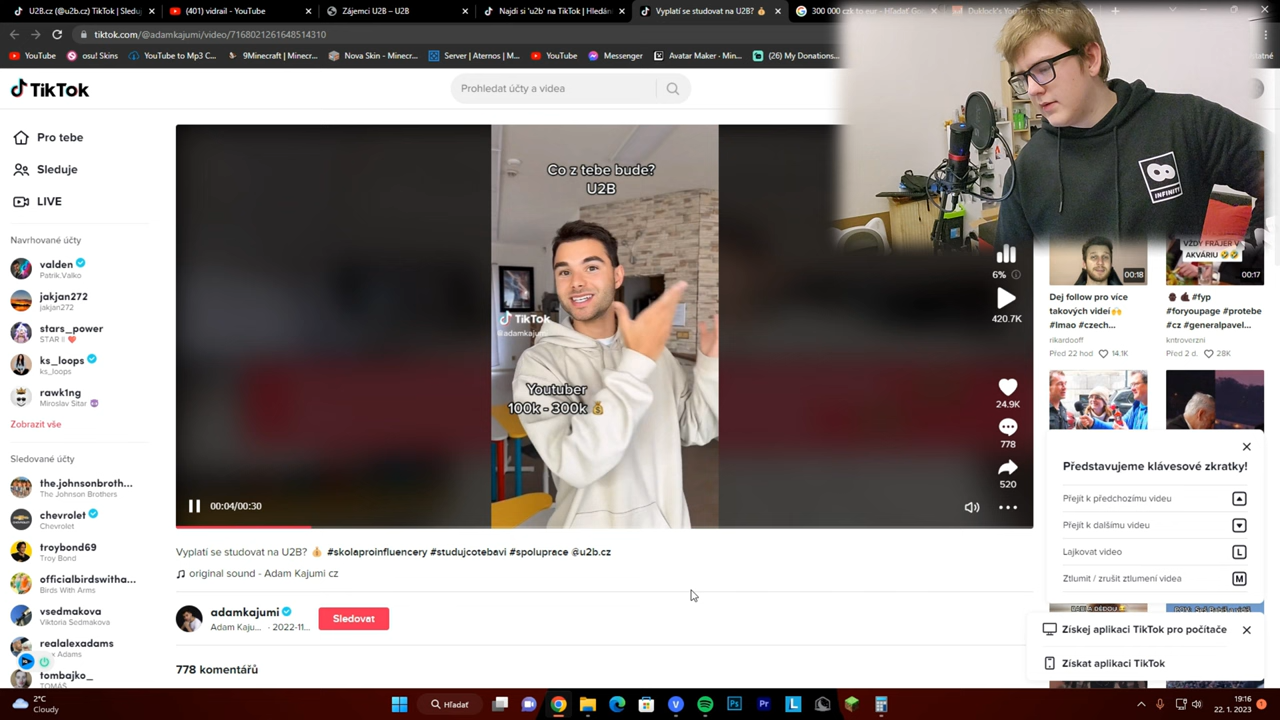 U2B.cz (@u2b.cz) TikTok | Sleduj
(401) vidrail - YouTube
Zájemci U2B – U2B
Najdi si 'u2b' na TikTok | Hledání
Vyplatí se studovat na U2B? 💰
300 000 czk to eur - Hľadať Go
tiktok.com/@adamkajumi/video/7168021261648514310
YouTube
osu! Skins
YouTube to Mp3 C...
9Minecraft | Minecr...
Nova Skin - Minecr...
Server | Aternos | M...
YouTube
Messenger
Avatar Maker - Min...
(26) My Donations...
TikTok
Prohledat účty a videa
Pro tebe
Sleduje
LIVE
Navrhované účty
valden
Patrik.Valko
jakjan272
jakjan272
stars_power
STAR II ❤️
ks_loops
ks_loops
rawk1ng
Miroslav Sitar
Zobrazit vše
Sledované účty
the.johnsonbroth...
The Johnson Brothers
chevrolet
Chevrolet
troybond69
Troy Bond
officialbirdswitha...
Birds With Arms
vsedmakova
Viktoria Sedmakova
realalexadams
Adams
tombajko_
TOMÁŠ
Co z tebe bude?
U2B
TikTok
@adamkajumi
Youtuber
100k - 300k 💰
00:04/00:30
6%
420.7K
24.9K
778
520
INFINIT
Vyplatí se studovat na U2B? 💰 #skolaproinfluencery #studujcotebavi #spoluprace @u2b.cz
original sound - Adam Kajumi cz
adamkajumi
Adam Kaju... · 2022-11...
Sledovat
778 komentářů
00:18
Dej follow pro více
takových videí🙌
#lmao #czech...
rikardooff
Před 22 hod
14.1K
VŽDY FRAJER V
AKVÁRIU 🤣🤣
00:17
#fyp
#foryoupage #protebe
#cz #generalpavel...
kntroverzni
Před 2 d.
28K
Představujeme klávesové zkratky!
Přejít k předchozímu videu
Přejít k dalšímu videu
Lajkovat video
L
Ztlumit / zrušit ztlumení videa
M
Získej aplikaci TikTok pro počítače
Získat aplikaci TikTok
2°C
Cloudy
Hľadať
19:16
22. 1. 2023